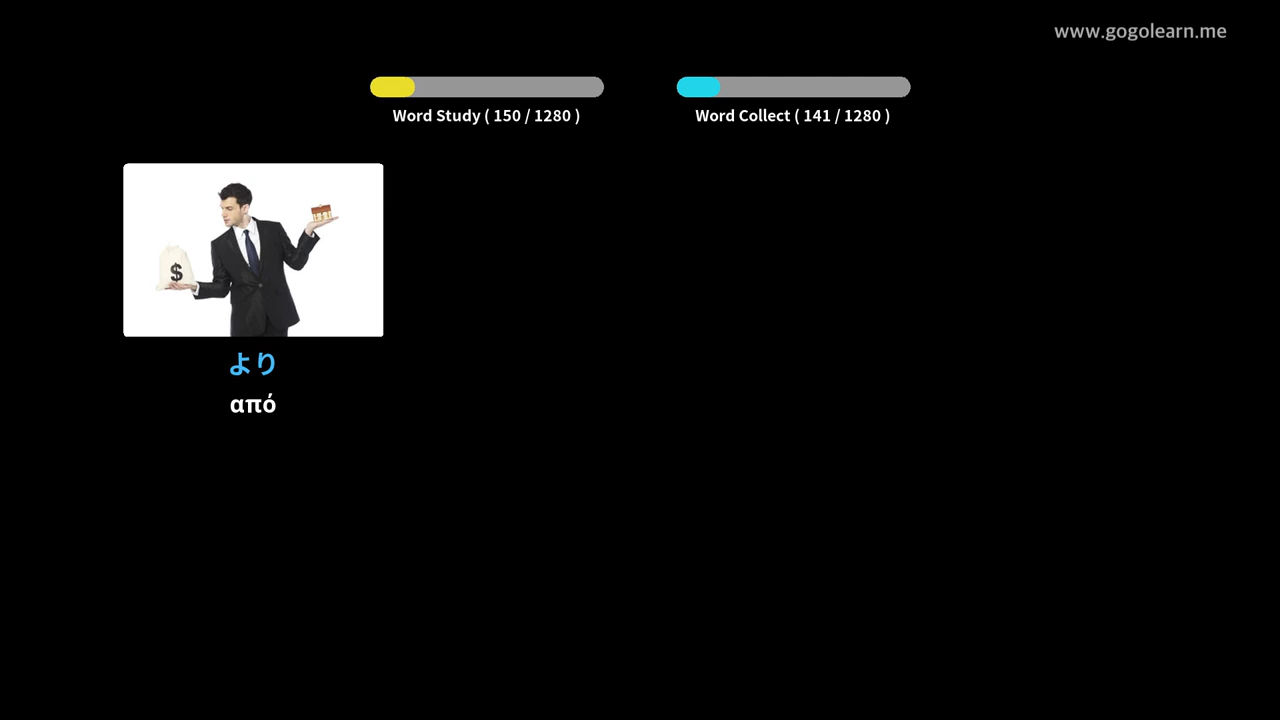 www.gogolearn.me
Word Study ( 150 / 1280 )
Word Collect ( 141 / 1280 )
$
より
από